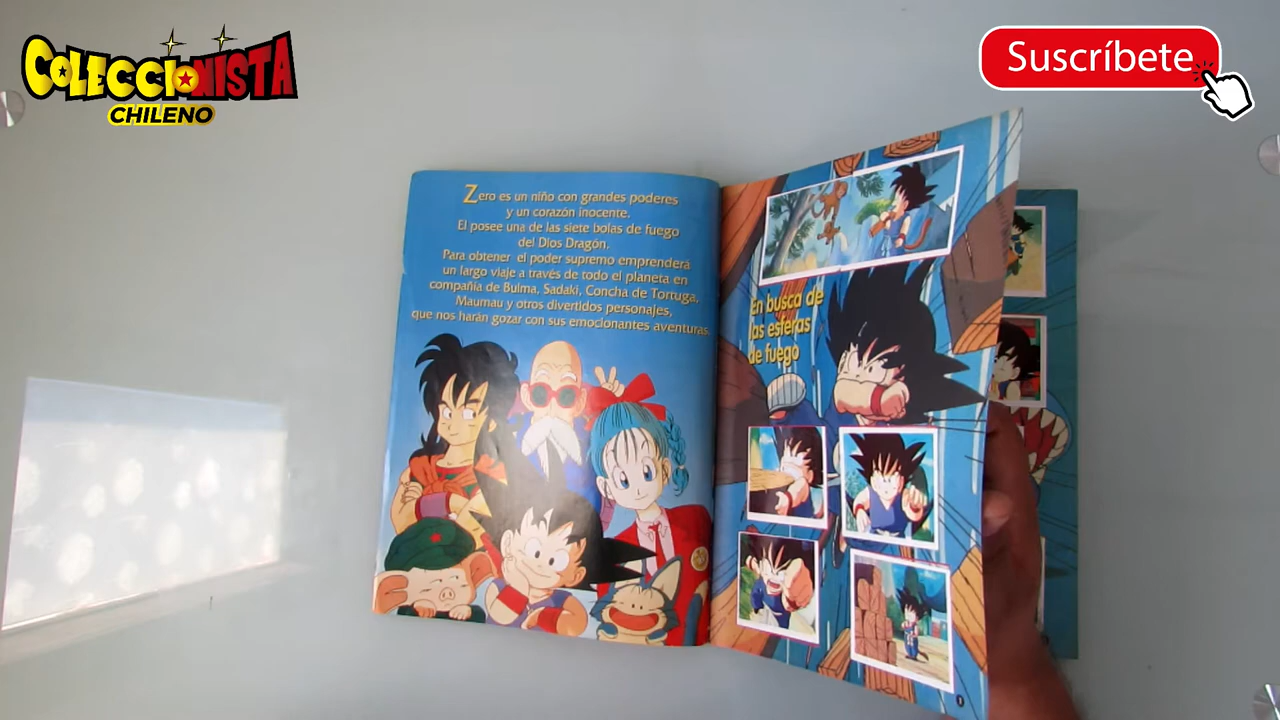 COLECCIONISTA
CHILENO
Suscríbete
Zero es un niño con grandes poderes
y un corazón inocente.
El posee una de las siete bolas de fuego
del Dios Dragón.
Para obtener el poder supremo emprenderá
un largo viaje a través de todo el planeta en
compañía de Bulma, Sadaki, Concha de Tortuga,
Maumau y otros divertidos personajes,
que nos harán gozar con sus emocionantes aventuras.
En busca de
las esferas
de fuego